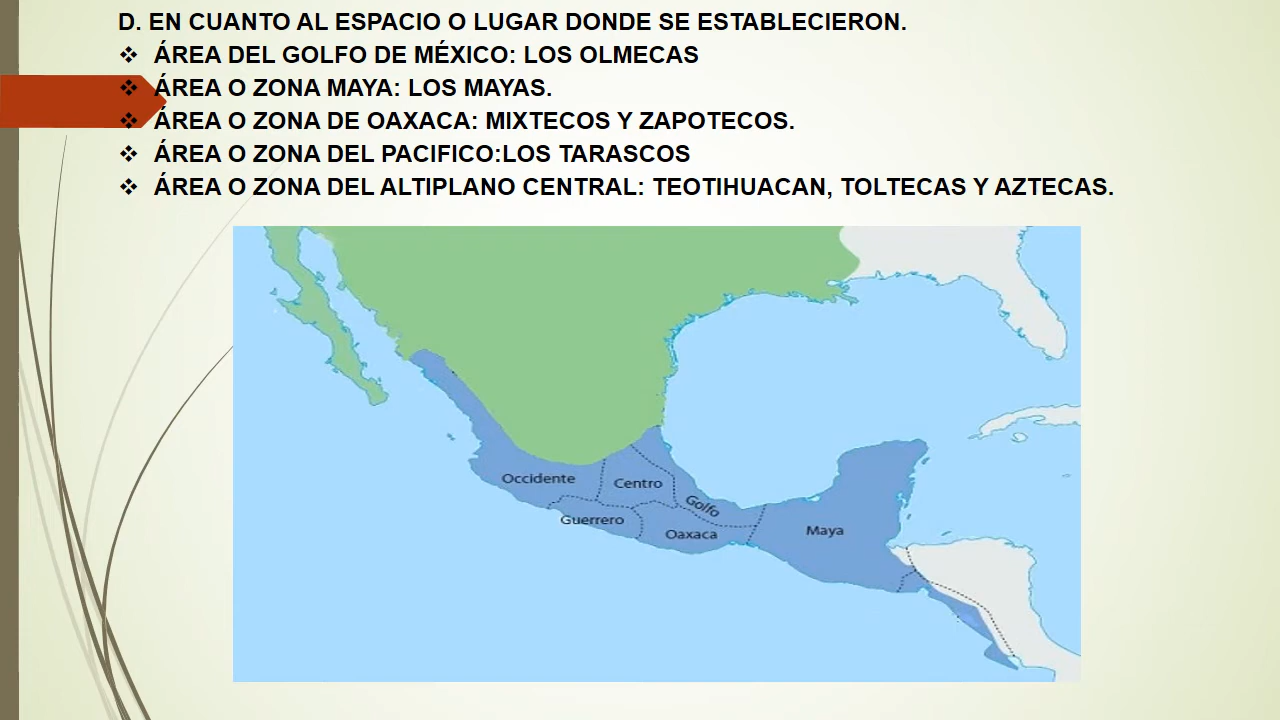 D. EN CUANTO AL ESPACIO O LUGAR DONDE SE ESTABLECIERON.
❖ ÁREA DEL GOLFO DE MÉXICO: LOS OLMECAS
❖ ÁREA O ZONA MAYA: LOS MAYAS.
❖ ÁREA O ZONA DE OAXACA: MIXTECOS Y ZAPOTECOS.
❖ ÁREA O ZONA DEL PACIFICO:LOS TARASCOS
❖ ÁREA O ZONA DEL ALTIPLANO CENTRAL: TEOTIHUACAN, TOLTECAS Y AZTECAS.
Occidente
Centro
Golfo
Guerrero
Oaxaca
Maya